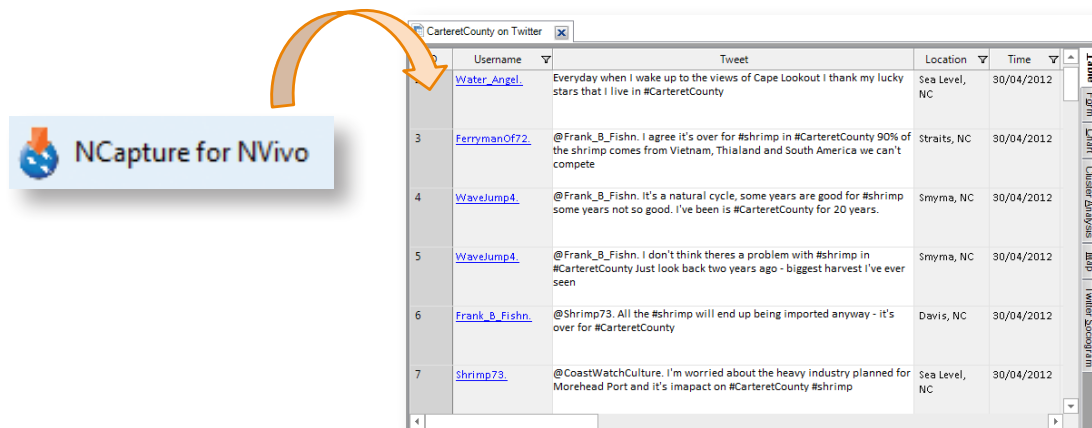 CarteretCounty on Twitter
NCapture for NVivo
Username Tweet Location Time
Water_Angel. Everyday when I wake up to the views of Cape Lookout I thank my lucky Sea Level, 30/04/2012
stars that I live in #CarteretCounty NC
3 FerrymanOf72. @Frank_B_Fishn. I agree it's over for #shrimp in #CarteretCounty 90% of Straits, NC 30/04/2012
the shrimp comes from Vietnam, Thialand and South America we can't
compete
4 WaveJump4. @Frank_B_Fishn. It's a natural cycle, some years are good for #shrimp Smyrna, NC 30/04/2012
some years not so good. I've been is #CarteretCounty for 20 years.
5 WaveJump4. @Frank_B_Fishn. I don't think theres a problem with #shrimp in Smyrna, NC 30/04/2012
#CarteretCounty Just look back two years ago - biggest harvest I've ever
seen
6 Frank_B_Fishn. @Shrimp73. All the #shrimp will end up being imported anyway - it's Davis, NC 30/04/2012
over for #CarteretCounty
7 Shrimp73. @CoastWatchCulture. I'm worried about the heavy industry planned for Sea Level, 30/04/2012
Morehead Port and it's imapact on #CarteretCounty #shrimp NC
Table
Form
Chart
Cluster Analysis
Map
Twitter Sociogram